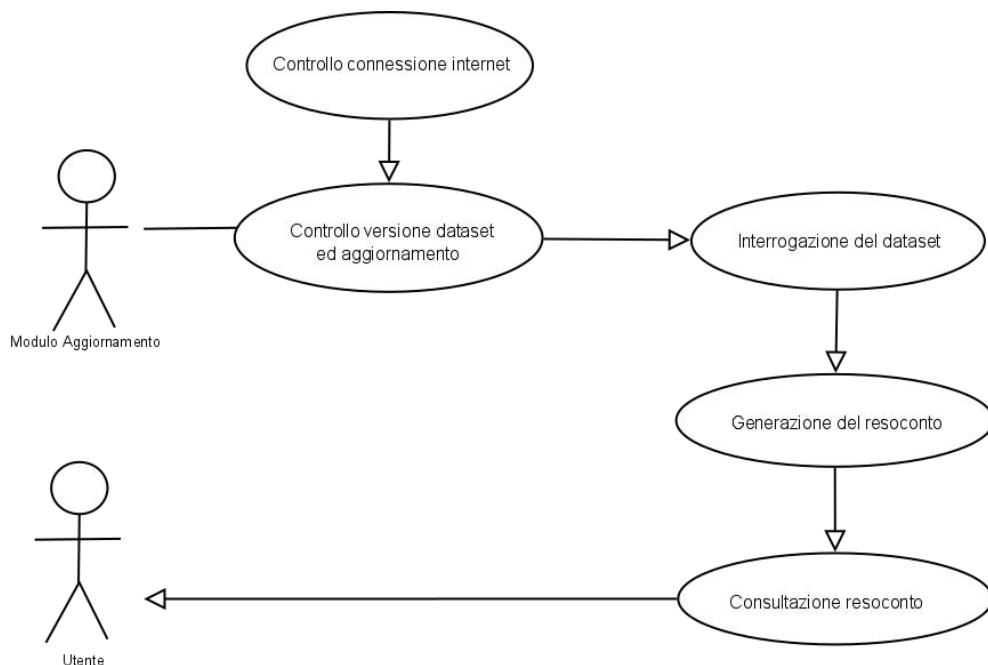 Controllo connessione internet
Controllo versione dataset
ed aggiornamento
Interrogazione del dataset
Modulo Aggiornamento
Generazione del resoconto
Consultazione resoconto
Utente